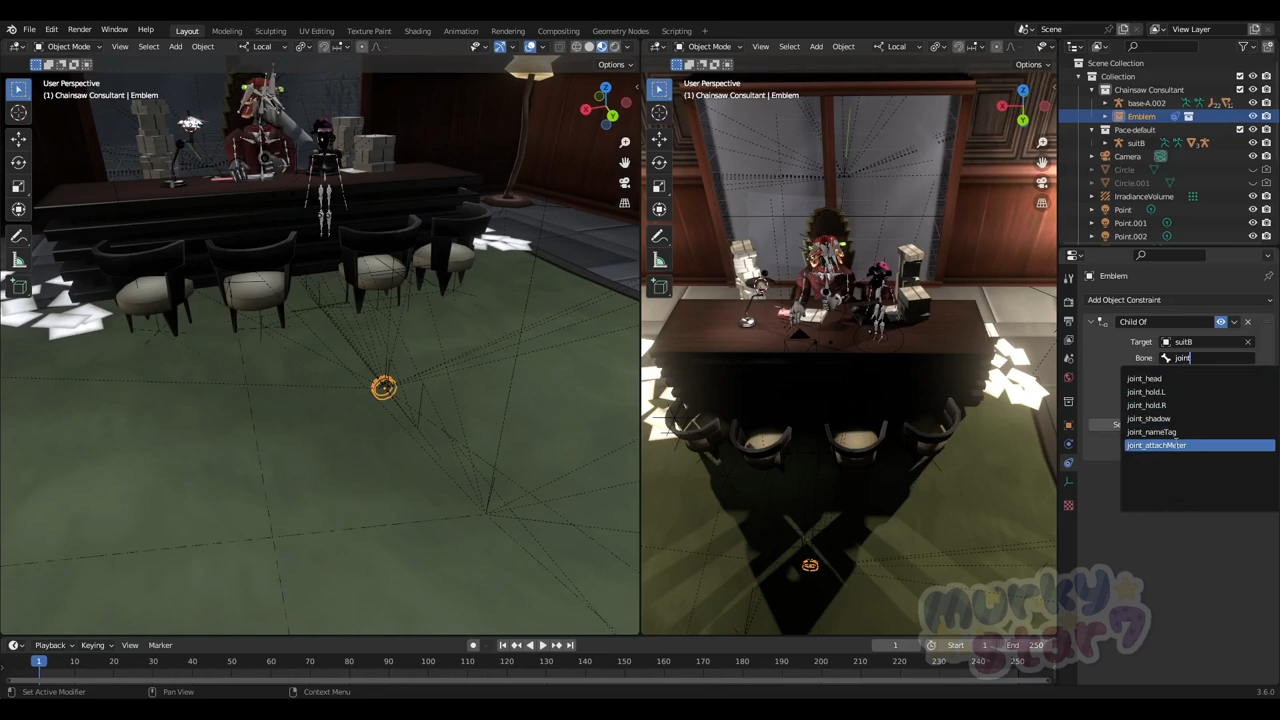 File Edit Render Window Help
Layout Modeling Sculpting UV Editing Texture Paint Shading Animation Rendering Compositing Geometry Nodes Scripting
Scene
View Layer
Object Mode View Select Add Object Local
Object Mode View Select Add Object Local
Options
Options
User Perspective
(1) Chainsaw Consultant | Emblem
User Perspective
(1) Chainsaw Consultant | Emblem
Z
X
Z
X
Y
Scene Collection
Collection
Chainsaw Consultant
base-A.002
Emblem
Pace-default
suitB
Camera
Circle
Circle.001
IrradianceVolume
Point
Point.001
Point.002
Emblem
Add Object Constraint
Child Of
Target suitB
Bone joint
joint_head
joint_hold.L
joint_hold.R
joint_shadow
joint_nameTag
joint_attachMeter
Se
murky
star7
Playback Keying View Marker
1 Start 1 End 250
1 10 20 30 40 50 60 70 80 90 100 110 120 130 140 150 160 170 180 190 200 210 220 230 240 250
Set Active Modifier Pan View Context Menu
3.6.0